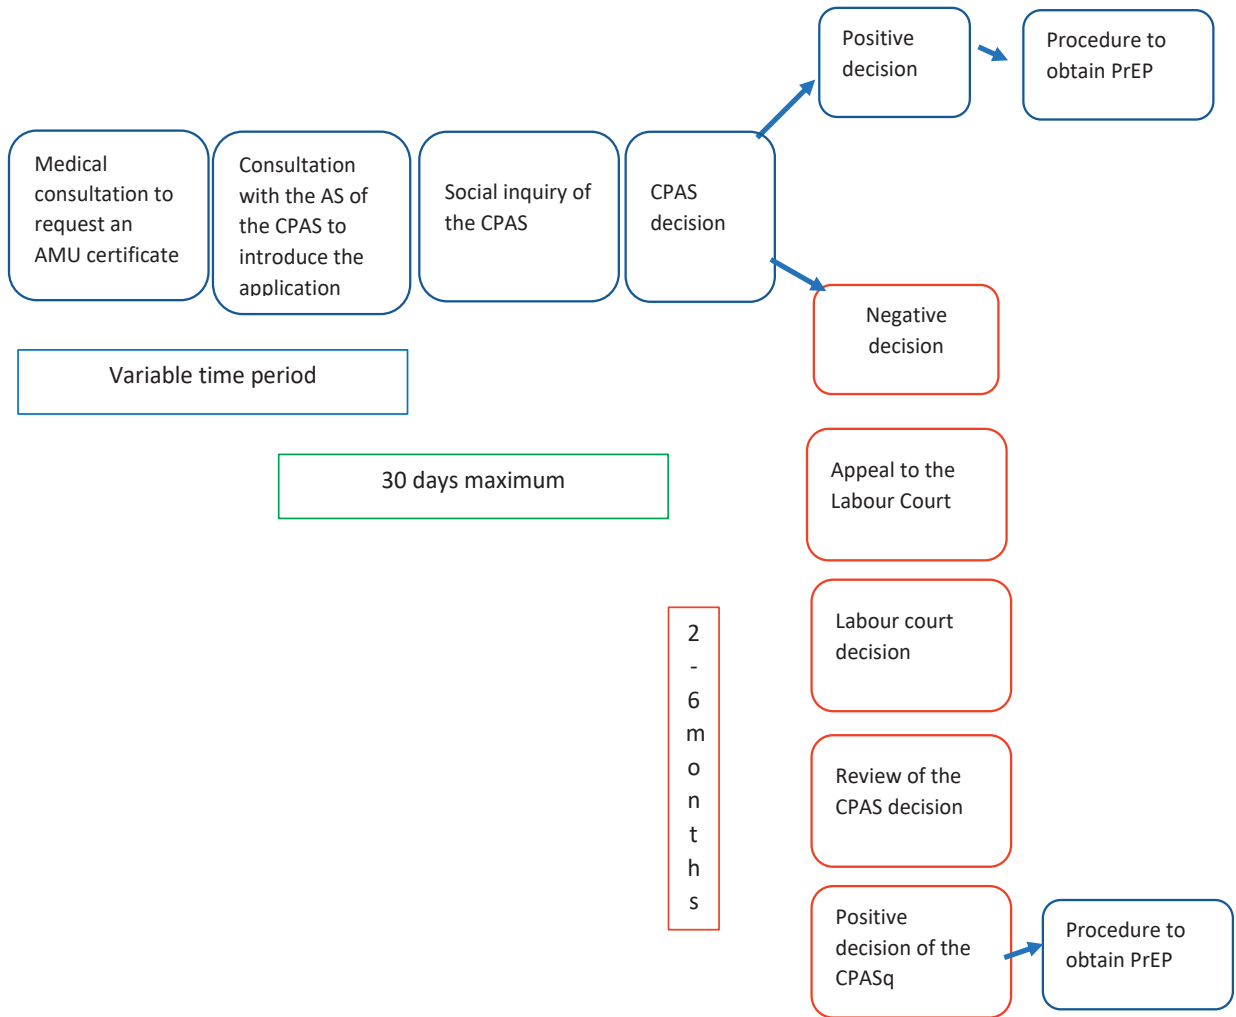 Positive
decision
Procedure to
obtain PrEP
Medical
consultation to
request an
AMU certificate
Consultation
with the AS of
the CPAS to
introduce the
application
Social inquiry of
the CPAS
CPAS
decision
Negative
decision
Variable time period
30 days maximum
Appeal to the
Labour Court
Labour court
decision
2
-
6
m
o
n
t
h
s
Review of the
CPAS decision
Positive
decision of the
CPASq
Procedure to
obtain PrEP